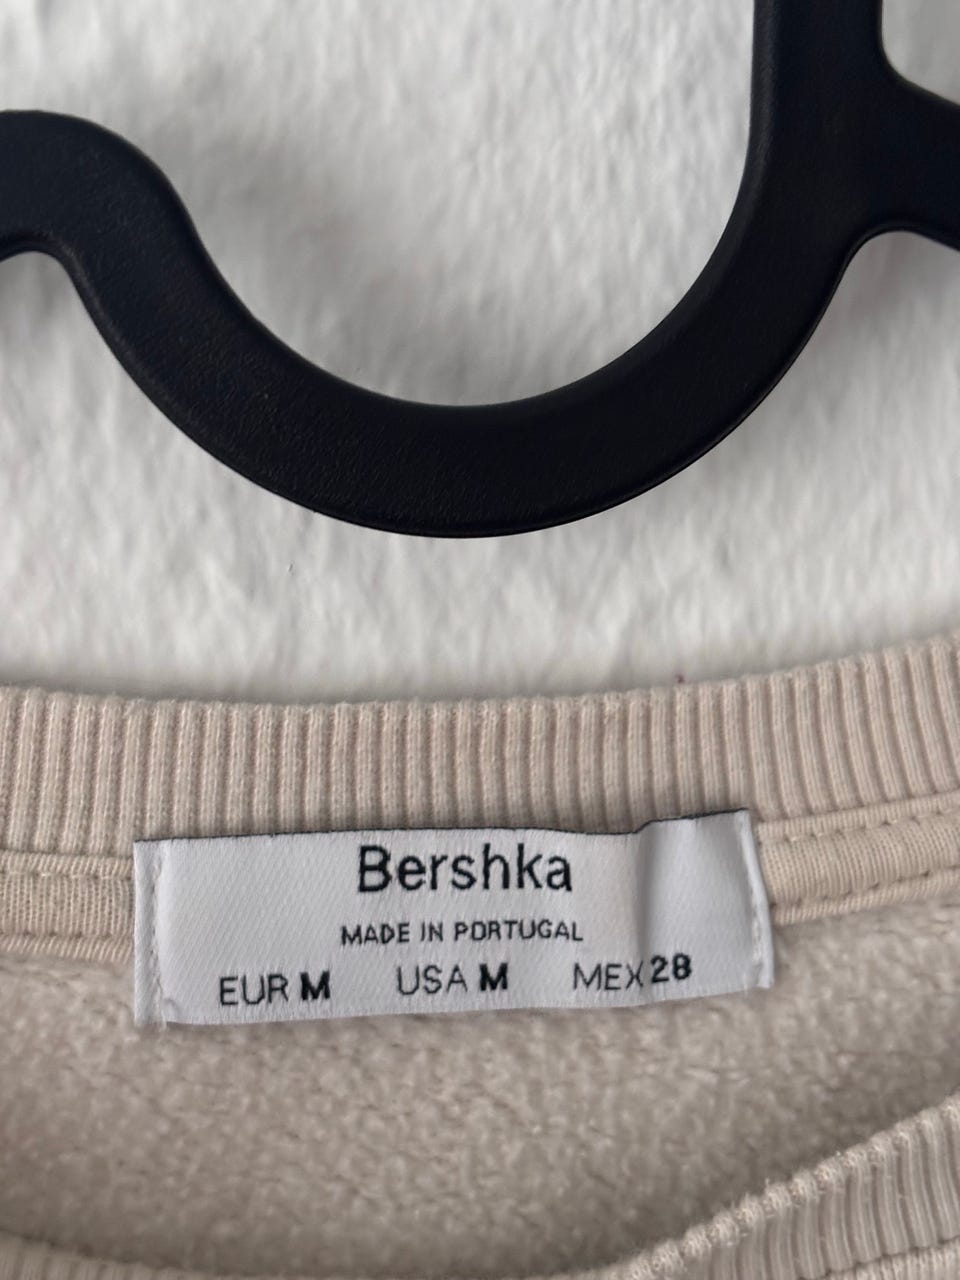 Bershka
MADE IN PORTUGAL
EUR M USA M MEX 28